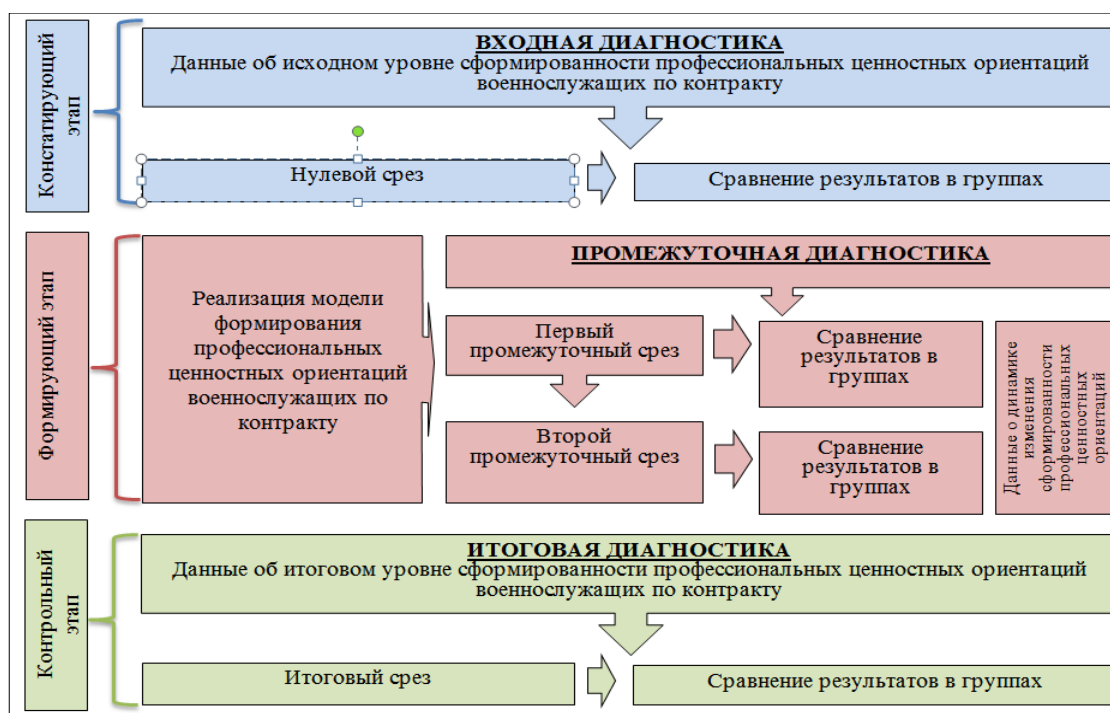 Констатирующий
этап
ВХОДНАЯ ДИАГНОСТИКА
Данные об исходном уровне сформированности профессиональных ценностных ориентаций
военнослужащих по контракту
Нулевой срез
Сравнение результатов в группах
Формирующий этап
Реализация модели
формирования
профессиональных
ценностных ориентаций
военнослужащих по
контракту
ПРОМЕЖУТОЧНАЯ ДИАГНОСТИКА
Первый
промежуточный срез
Сравнение
результатов в
группах
Второй
промежуточный срез
Сравнение
результатов в
группах
Данные о динамике
изменения
сформированности
профессиональных
ценностных
ориентаций
Контрольный
этап
ИТОГОВАЯ ДИАГНОСТИКА
Данные об итоговом уровне сформированности профессиональных ценностных ориентаций
военнослужащих по контракту
Итоговый срез
Сравнение результатов в группах